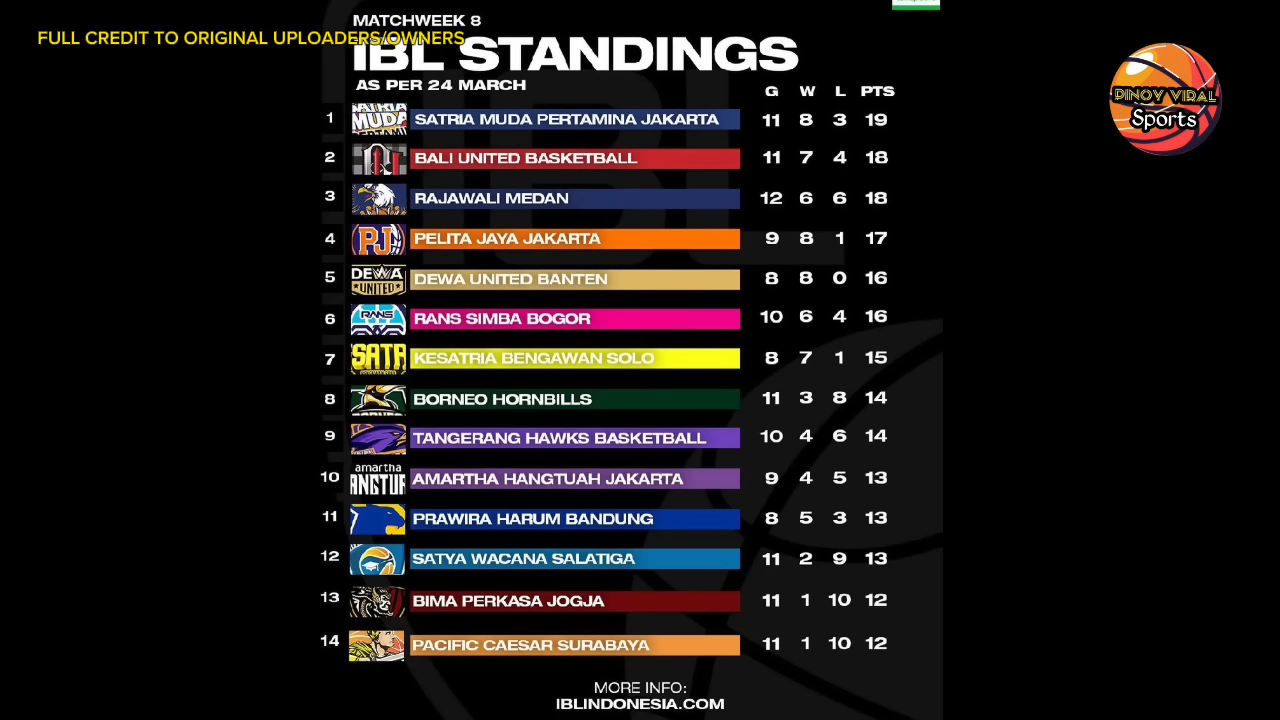 MATCHWEEK 8
FULL CREDIT TO ORIGINAL UPLOADERS/OWNERS
IBL STANDINGS
AS PER 24 MARCH
G W L PTS
PINOY VIRAL
Sports
1 SATRIA MUDA PERTAMINA JAKARTA 11 8 3 19
2 BALI UNITED BASKETBALL 11 7 4 18
3 RAJAWALI MEDAN 12 6 6 18
4 PJ PELITA JAYA JAKARTA 9 8 1 17
5 DEWA UNITED DEWA UNITED BANTEN 8 8 0 16
6 RANS RANS SIMBA BOGOR 10 6 4 16
7 KESATRIA BENGAWAN SOLO 8 7 1 15
8 BORNEO HORNBILLS 11 3 8 14
9 TANGERANG HAWKS BASKETBALL 10 4 6 14
10 amartha AMARTHA HANGTUAH JAKARTA 9 4 5 13
11 PRAWIRA HARUM BANDUNG 8 5 3 13
12 SATYA WACANA SALATIGA 11 2 9 13
13 BIMA PERKASA JOGJA 11 1 10 12
14 PACIFIC CAESAR SURABAYA 11 1 10 12
MORE INFO:
IBLINDONESIA.COM